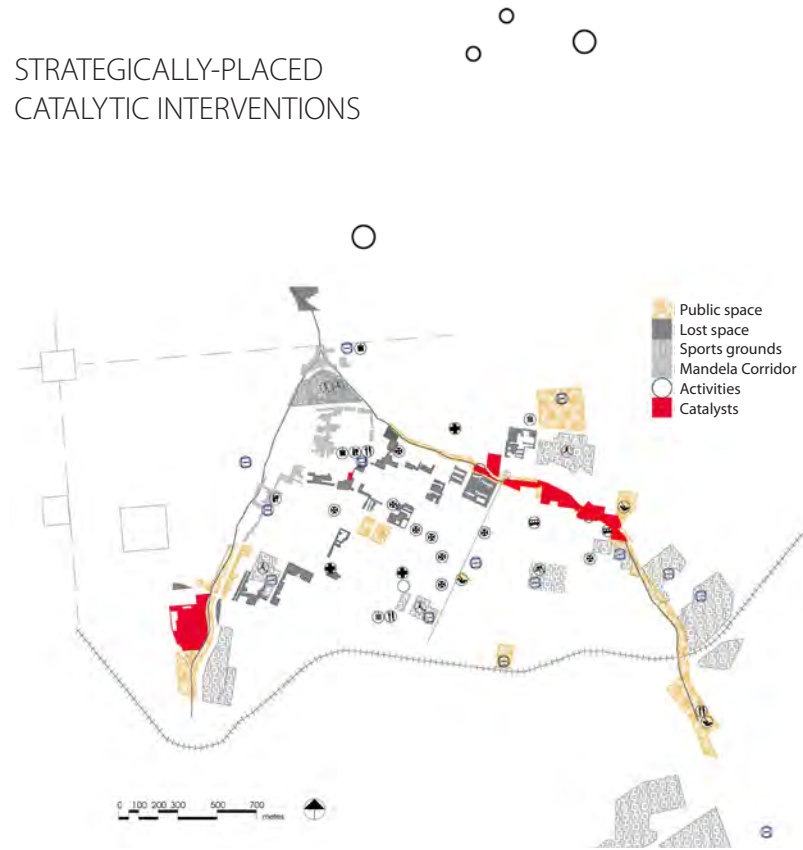 STRATEGICALLY-PLACED
CATALYTIC INTERVENTIONS
Public space
Lost space
Sports grounds
Mandela Corridor
Activities
Catalysts
0 100 200 300 500 700
metres